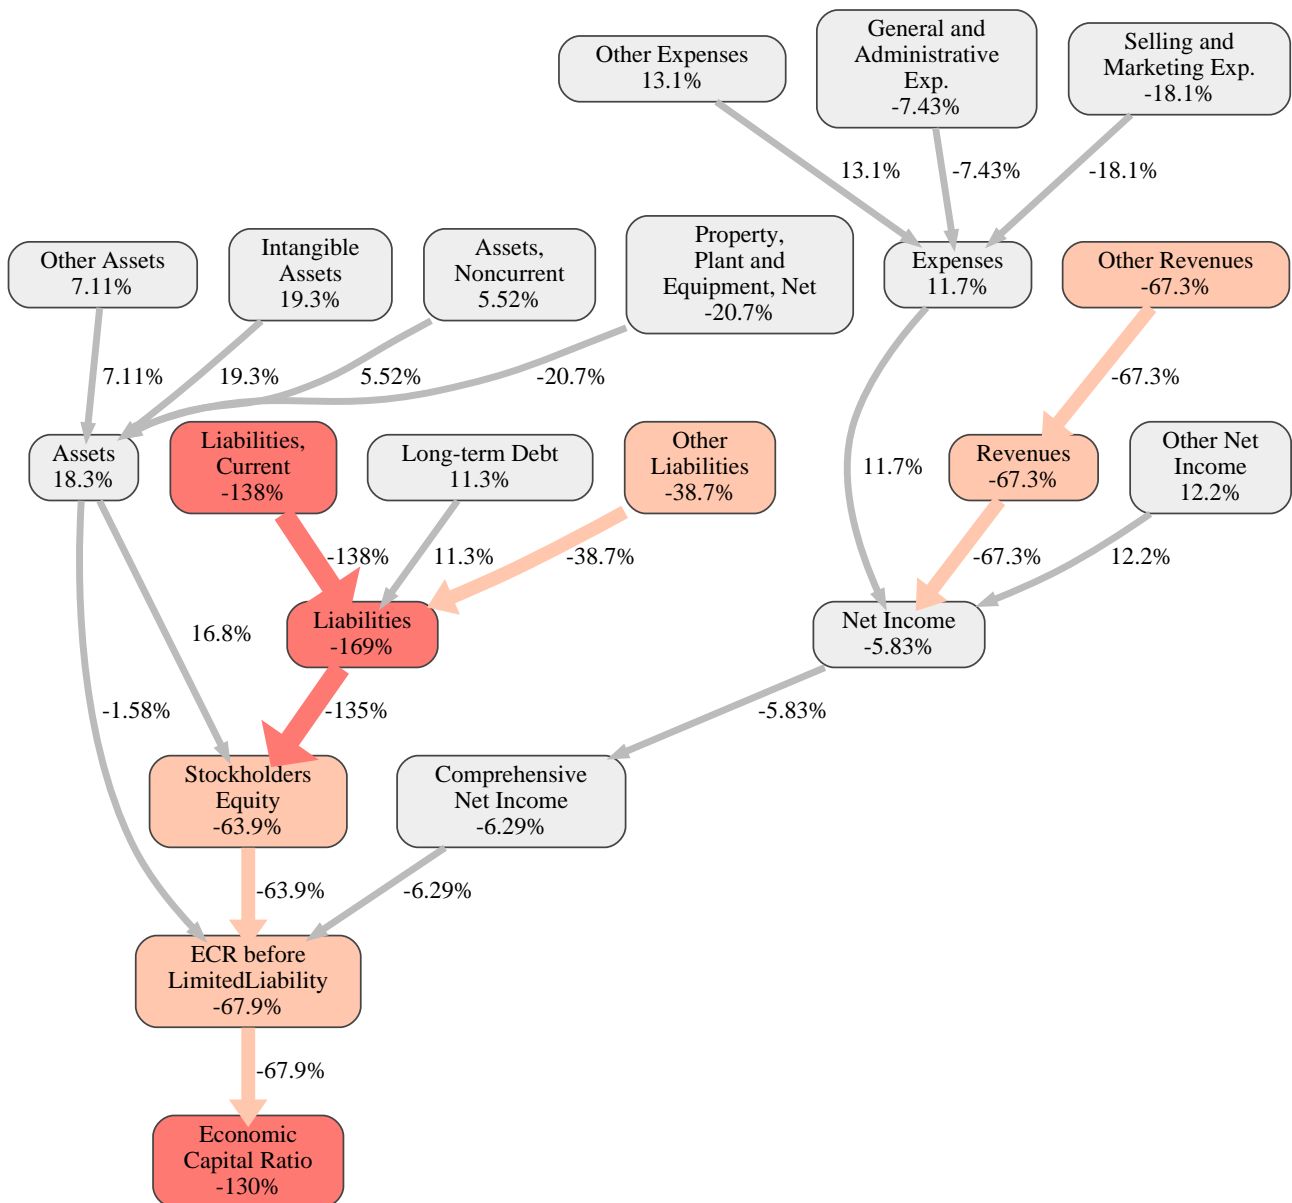 Other Expenses
13.1%
General and
Administrative
Exp.
-7.43%
Selling and
Marketing Exp.
-18.1%
13.1%
-7.43%
-18.1%
Other Assets
7.11%
Intangible
Assets
19.3%
Assets,
Noncurrent
5.52%
Property,
Plant and
Equipment, Net
-20.7%
Expenses
11.7%
Other Revenues
-67.3%
7.11%
19.3%
5.52%
-20.7%
-67.3%
Assets
18.3%
Liabilities,
Current
-138%
Long-term Debt
11.3%
Other
Liabilities
-38.7%
11.7%
Revenues
-67.3%
Other Net
Income
12.2%
-138%
11.3%
-38.7%
-67.3%
12.2%
16.8%
Liabilities
-169%
Net Income
-5.83%
-1.58%
-135%
-5.83%
Stockholders
Equity
-63.9%
Comprehensive
Net Income
-6.29%
-63.9%
-6.29%
ECR before
LimitedLiability
-67.9%
-67.9%
Economic
Capital Ratio
-130%